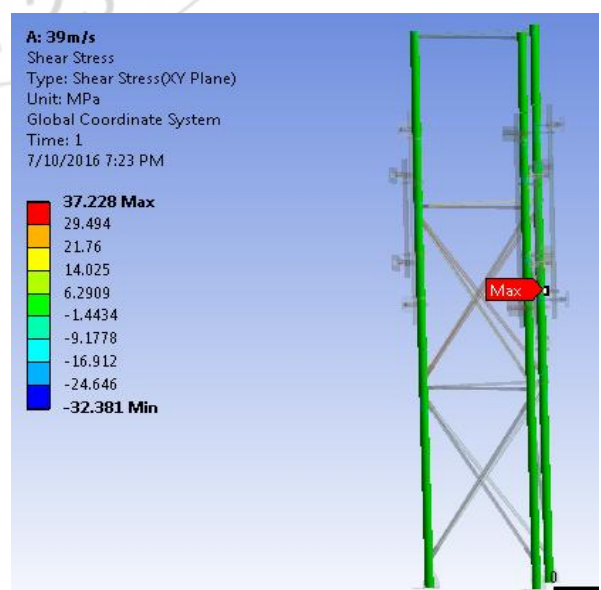 A: 39m/s
Shear Stress
Type: Shear Stress(XY Plane)
Unit: MPa
Global Coordinate System
Time: 1
7/10/2016 7:23 PM
37.228 Max
29.494
21.76
14.025
6.2909
-1.4434
-9.1778
-16.912
-24.646
-32.381 Min
Max
0